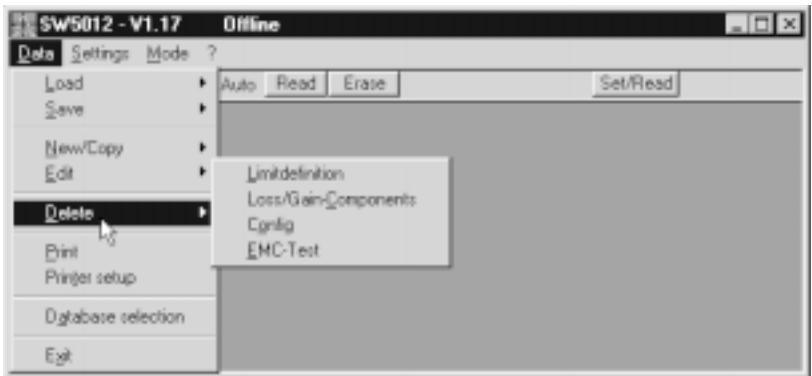 SW5012 - V1.17 Offline
Data Settings Mode ?
Auto Read Erase Set/Read
Load
Save
New/Copy
Edit
Delete
Print
Printer setup
Database selection
Exit
Limitdefinition
Loss/Gain-Components
Config
EMC-Test